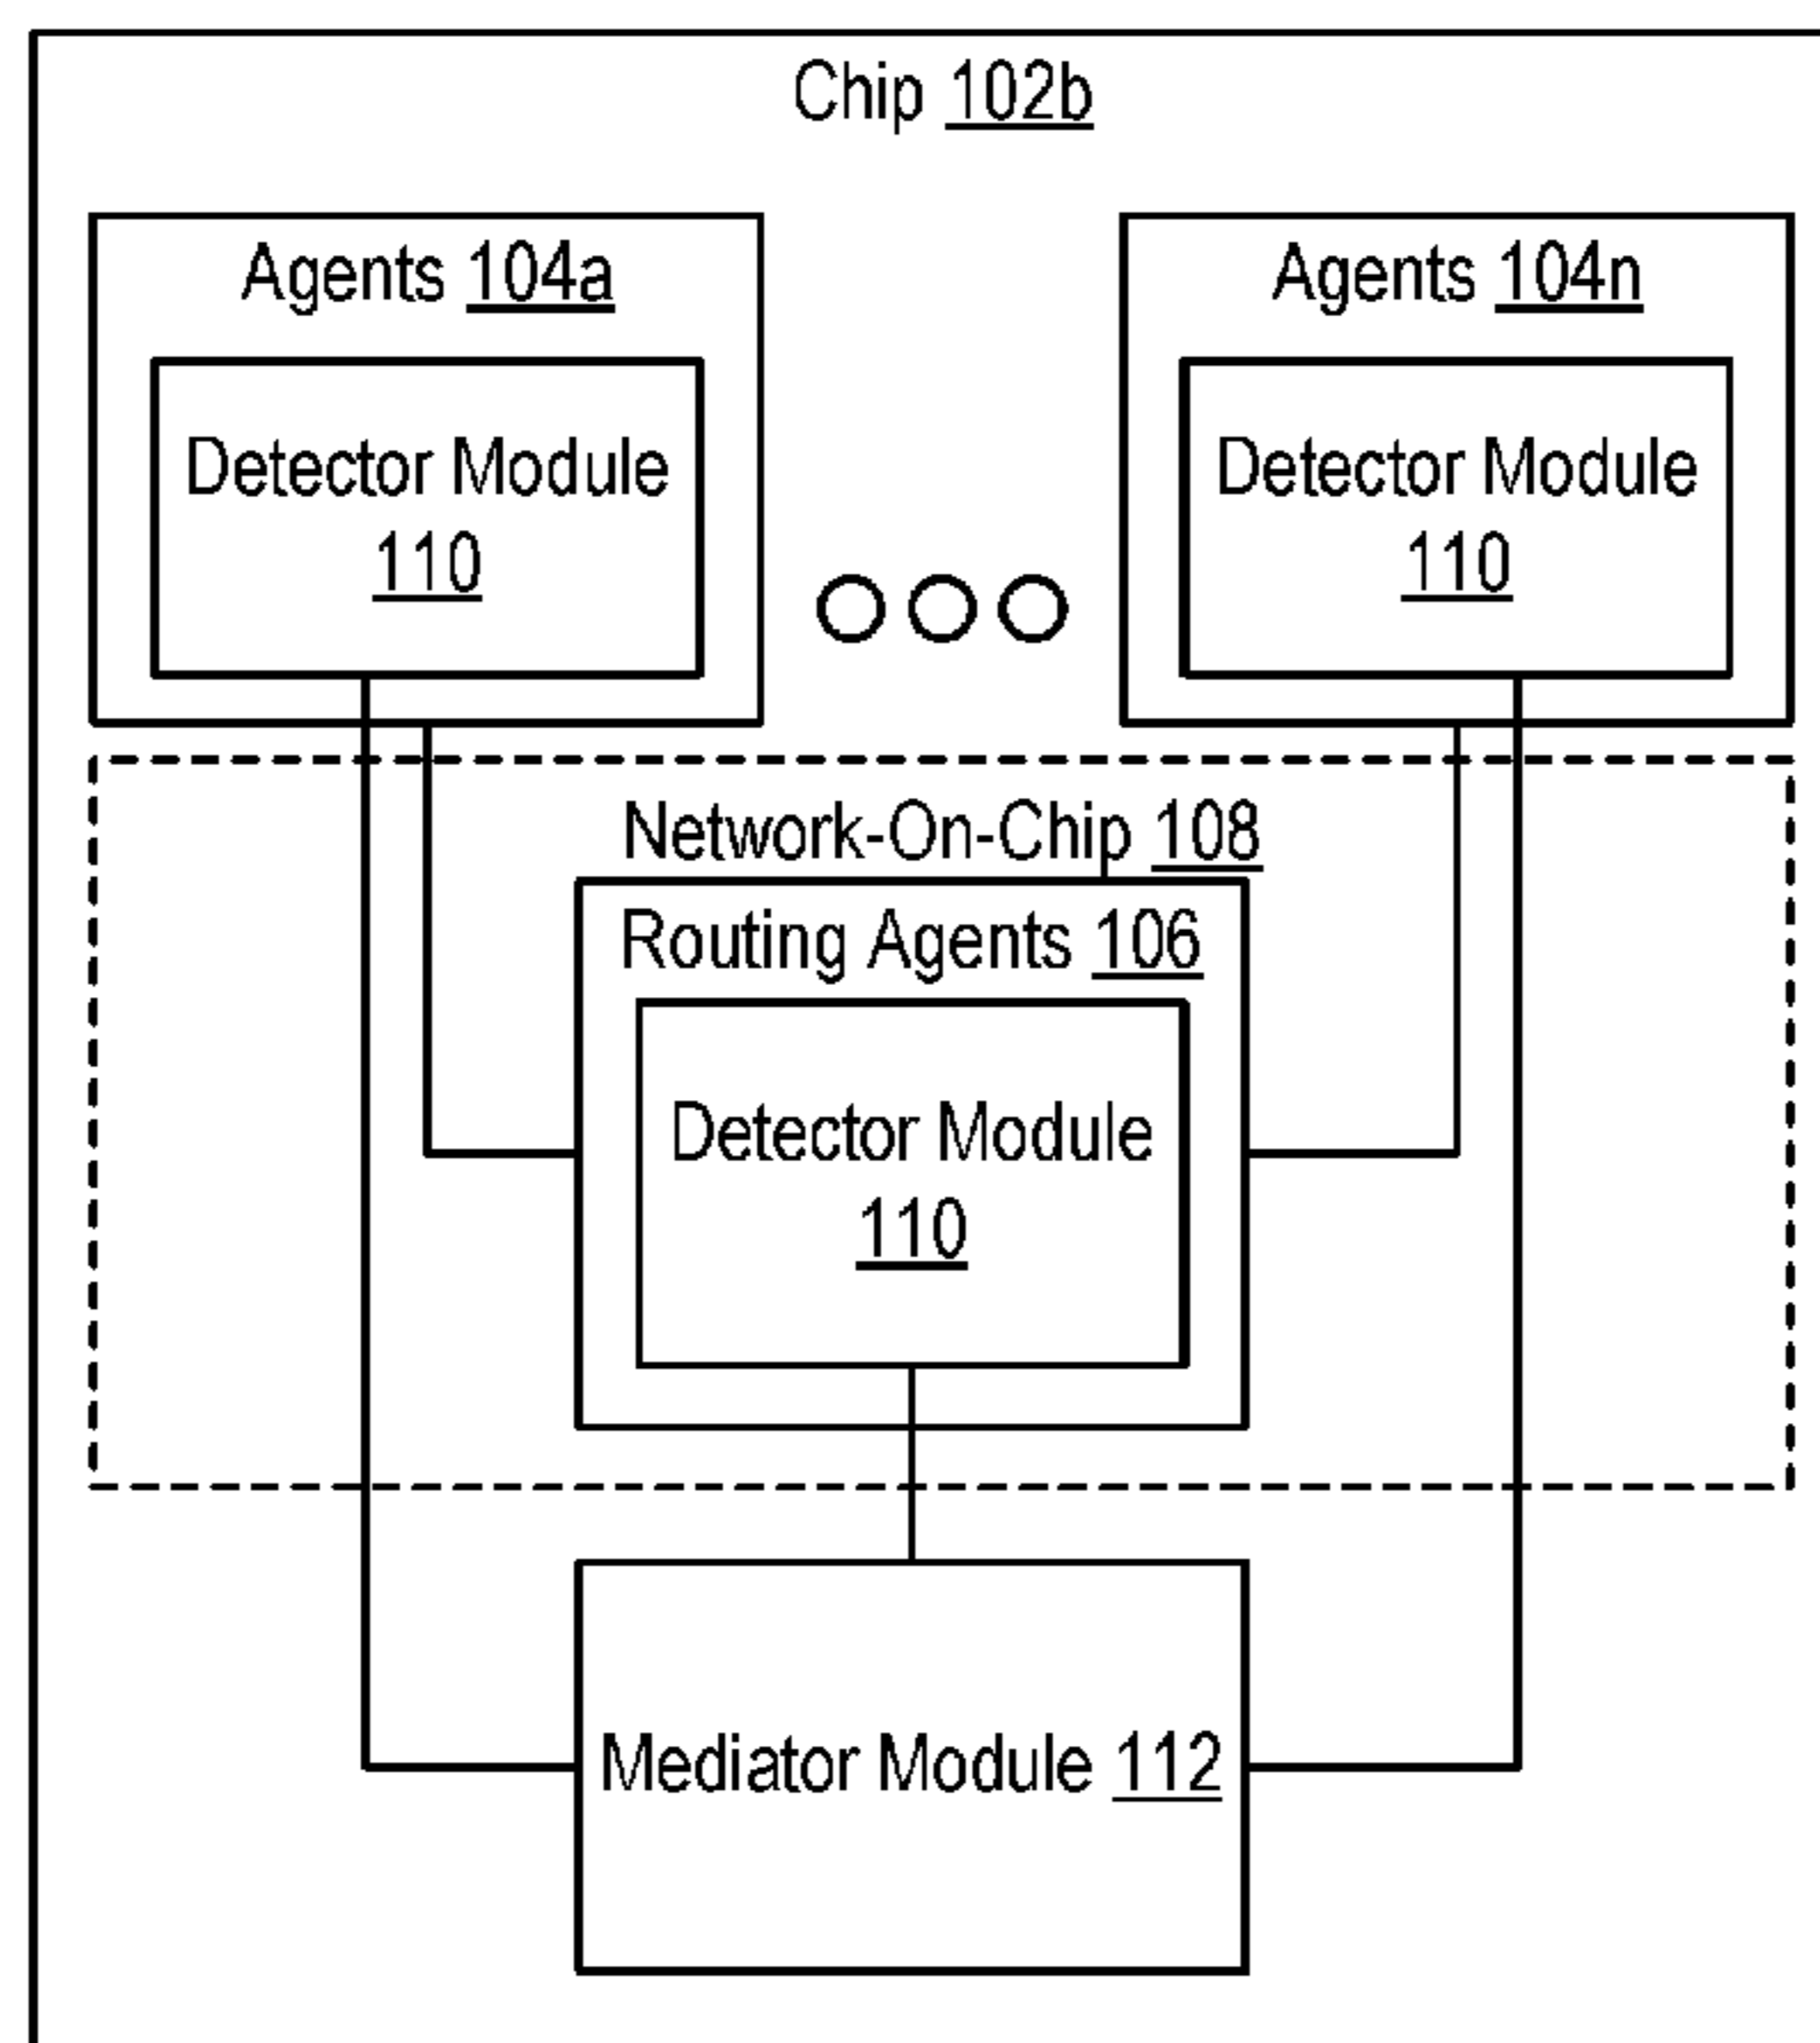 Chip 102b
Agents 104a
Detector Module
110
Agents 104n
Detector Module
110
Network-On-Chip 108
Routing Agents 106
Detector Module
110
Mediator Module 112